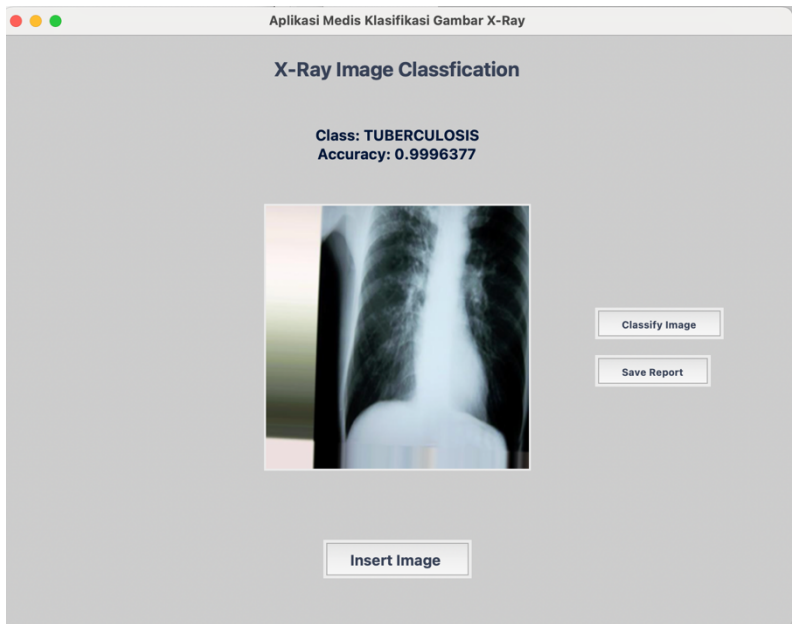 Aplikasi Medis Klasifikasi Gambar X-Ray
X-Ray Image Classfication
Class: TUBERCULOSIS
Accuracy: 0.9996377
Classify Image
Save Report
Insert Image